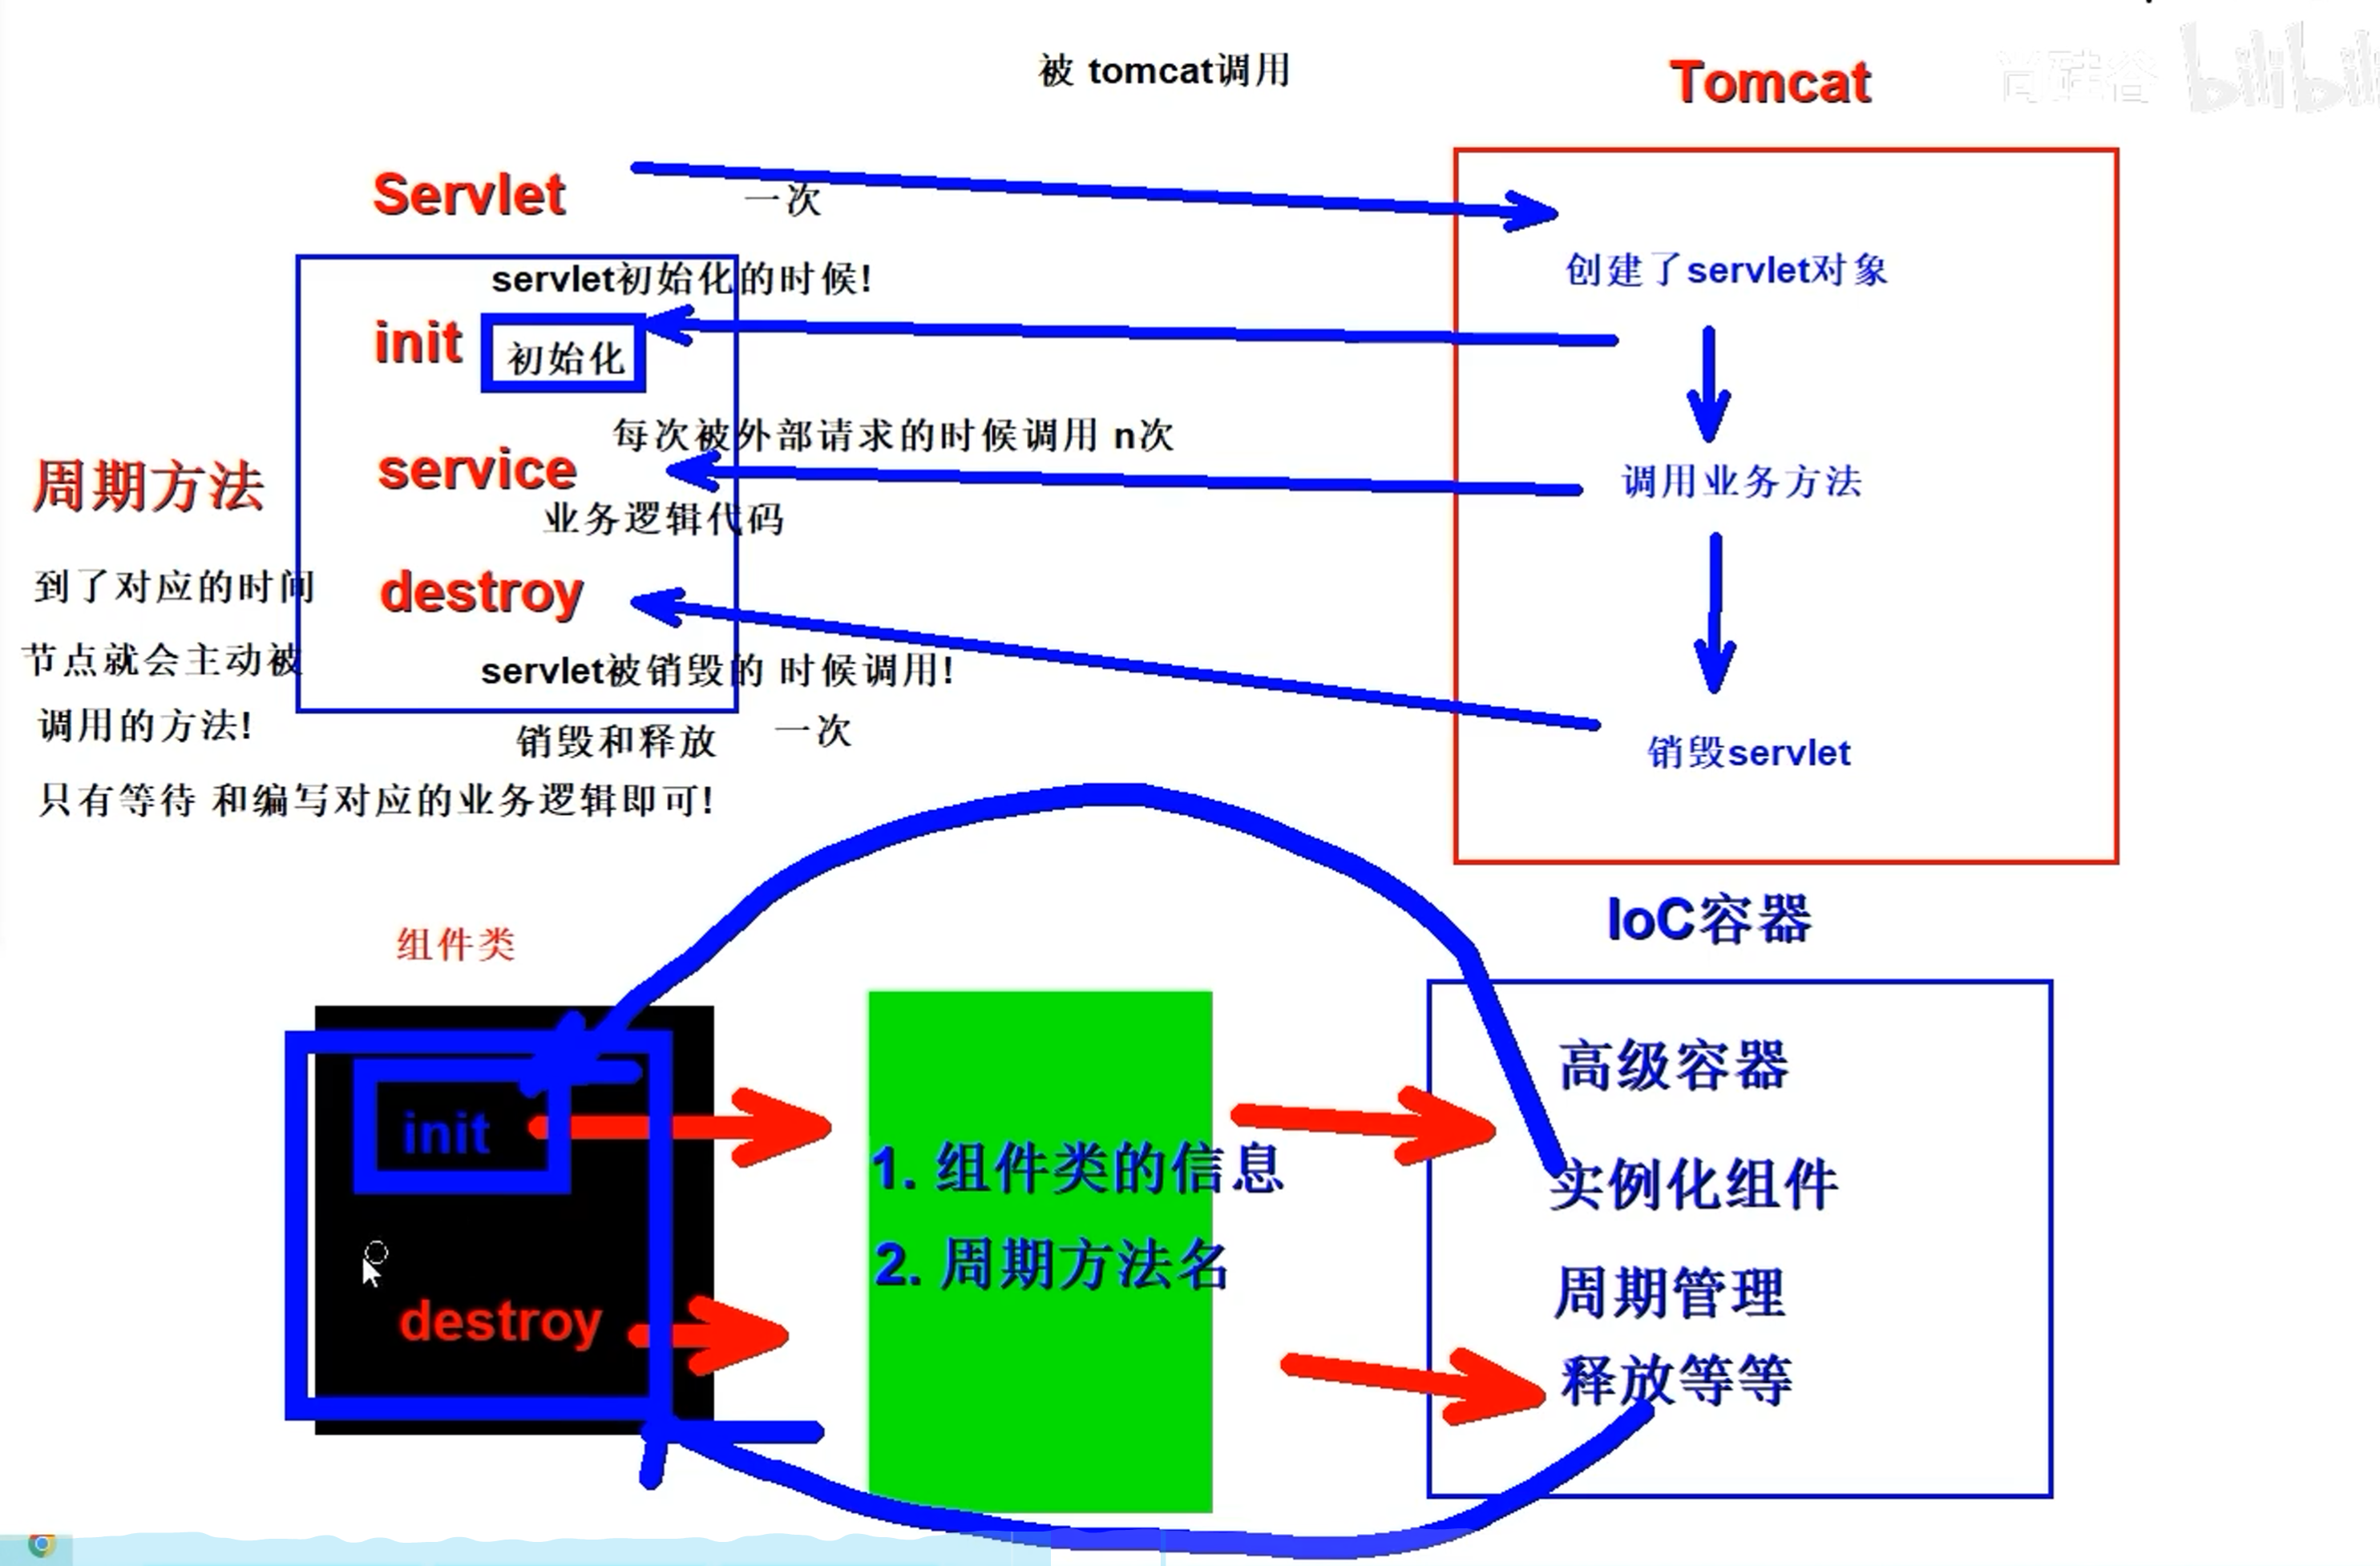 被 tomcat调用
Tomcat
尚硅谷 bilibili
Servlet
一次
servlet初始化的时候!
创建了servlet对象
init
初始化
每次被外部请求的时候调用 n次
service
调用业务方法
周期方法
业务逻辑代码
到了对应的时间
destroy
节点就会主动被
servlet被销毁的 时候调用!
调用的方法!
销毁和释放
一次
销毁servlet
只有等待 和编写对应的业务逻辑即可!
IoC容器
组件类
高级容器
init
1. 组件类的信息
实例化组件
2. 周期方法名
周期管理
destroy
释放等等